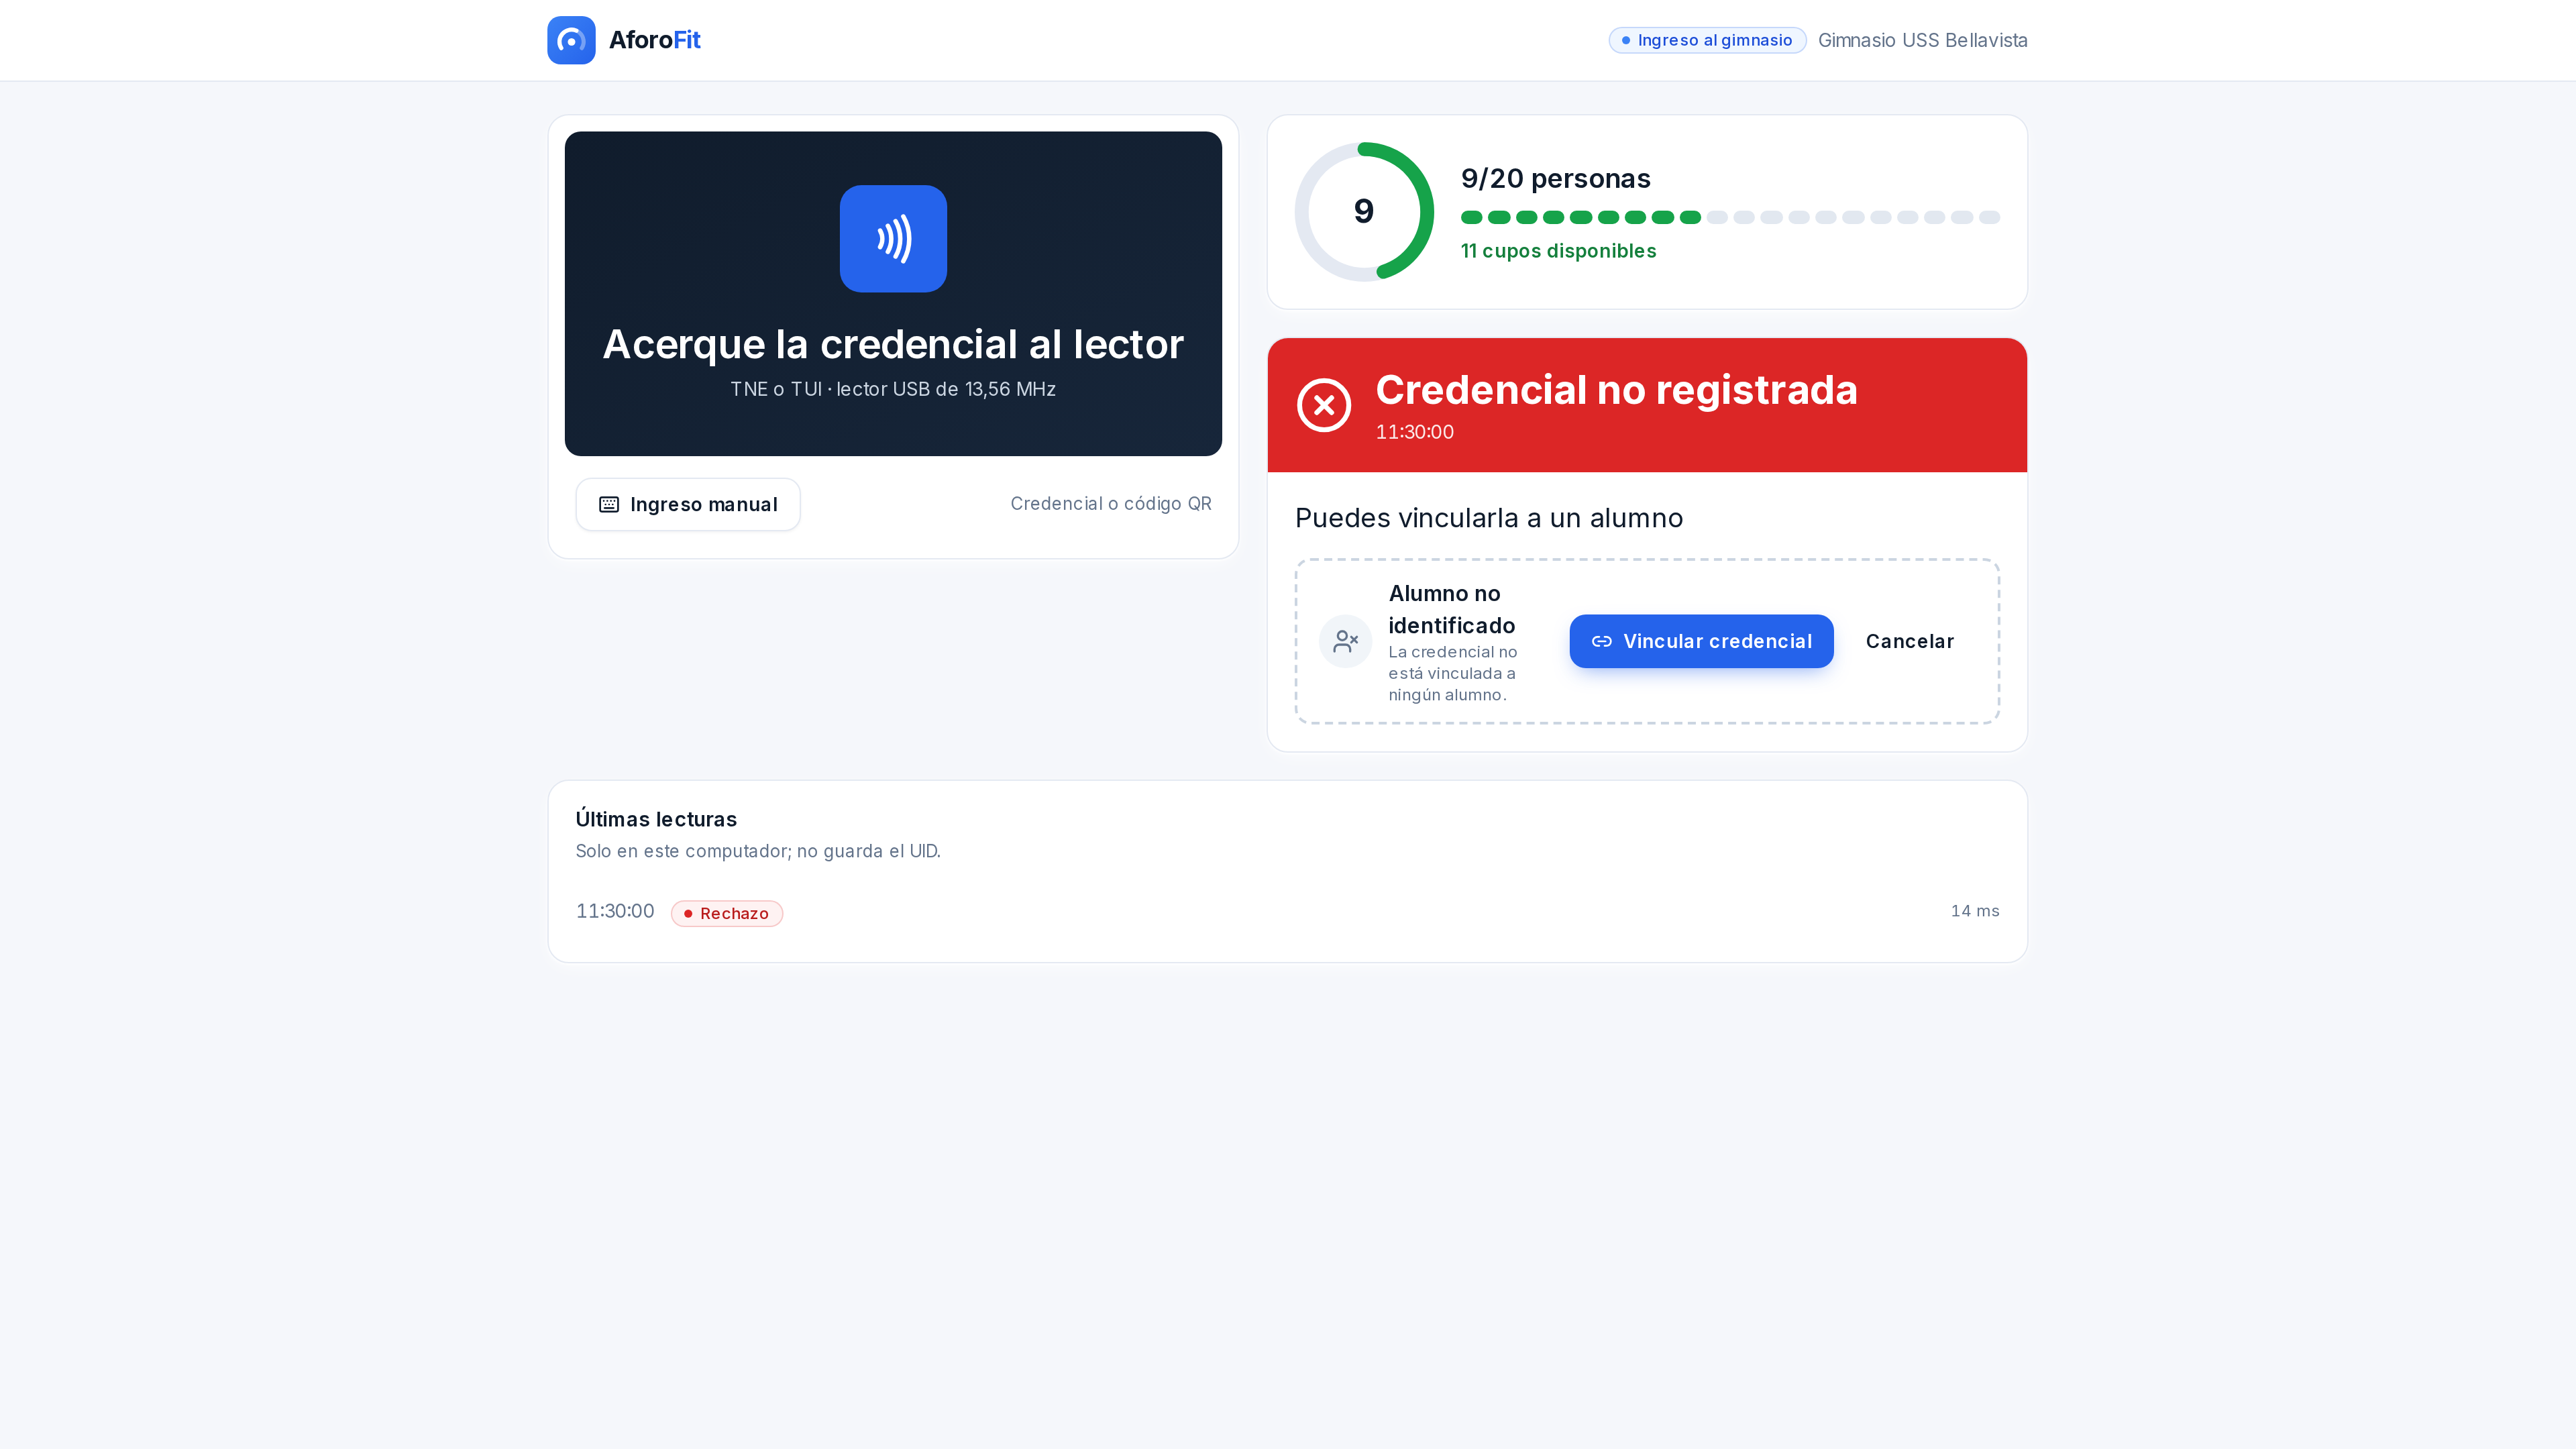 AforoFit
Ingreso al gimnasio
Gimnasio USS Bellavista
Acerque la credencial al lector
TNE o TUI · lector USB de 13,56 MHz
Ingreso manual
Credencial o código QR
9
9/20 personas
11 cupos disponibles
Credencial no registrada
11:30:00
Puedes vincularla a un alumno
Alumno no
identificado
La credencial no
está vinculada a
ningún alumno.
Vincular credencial
Cancelar
Últimas lecturas
Solo en este computador; no guarda el UID.
11:30:00
Rechazo
14 ms